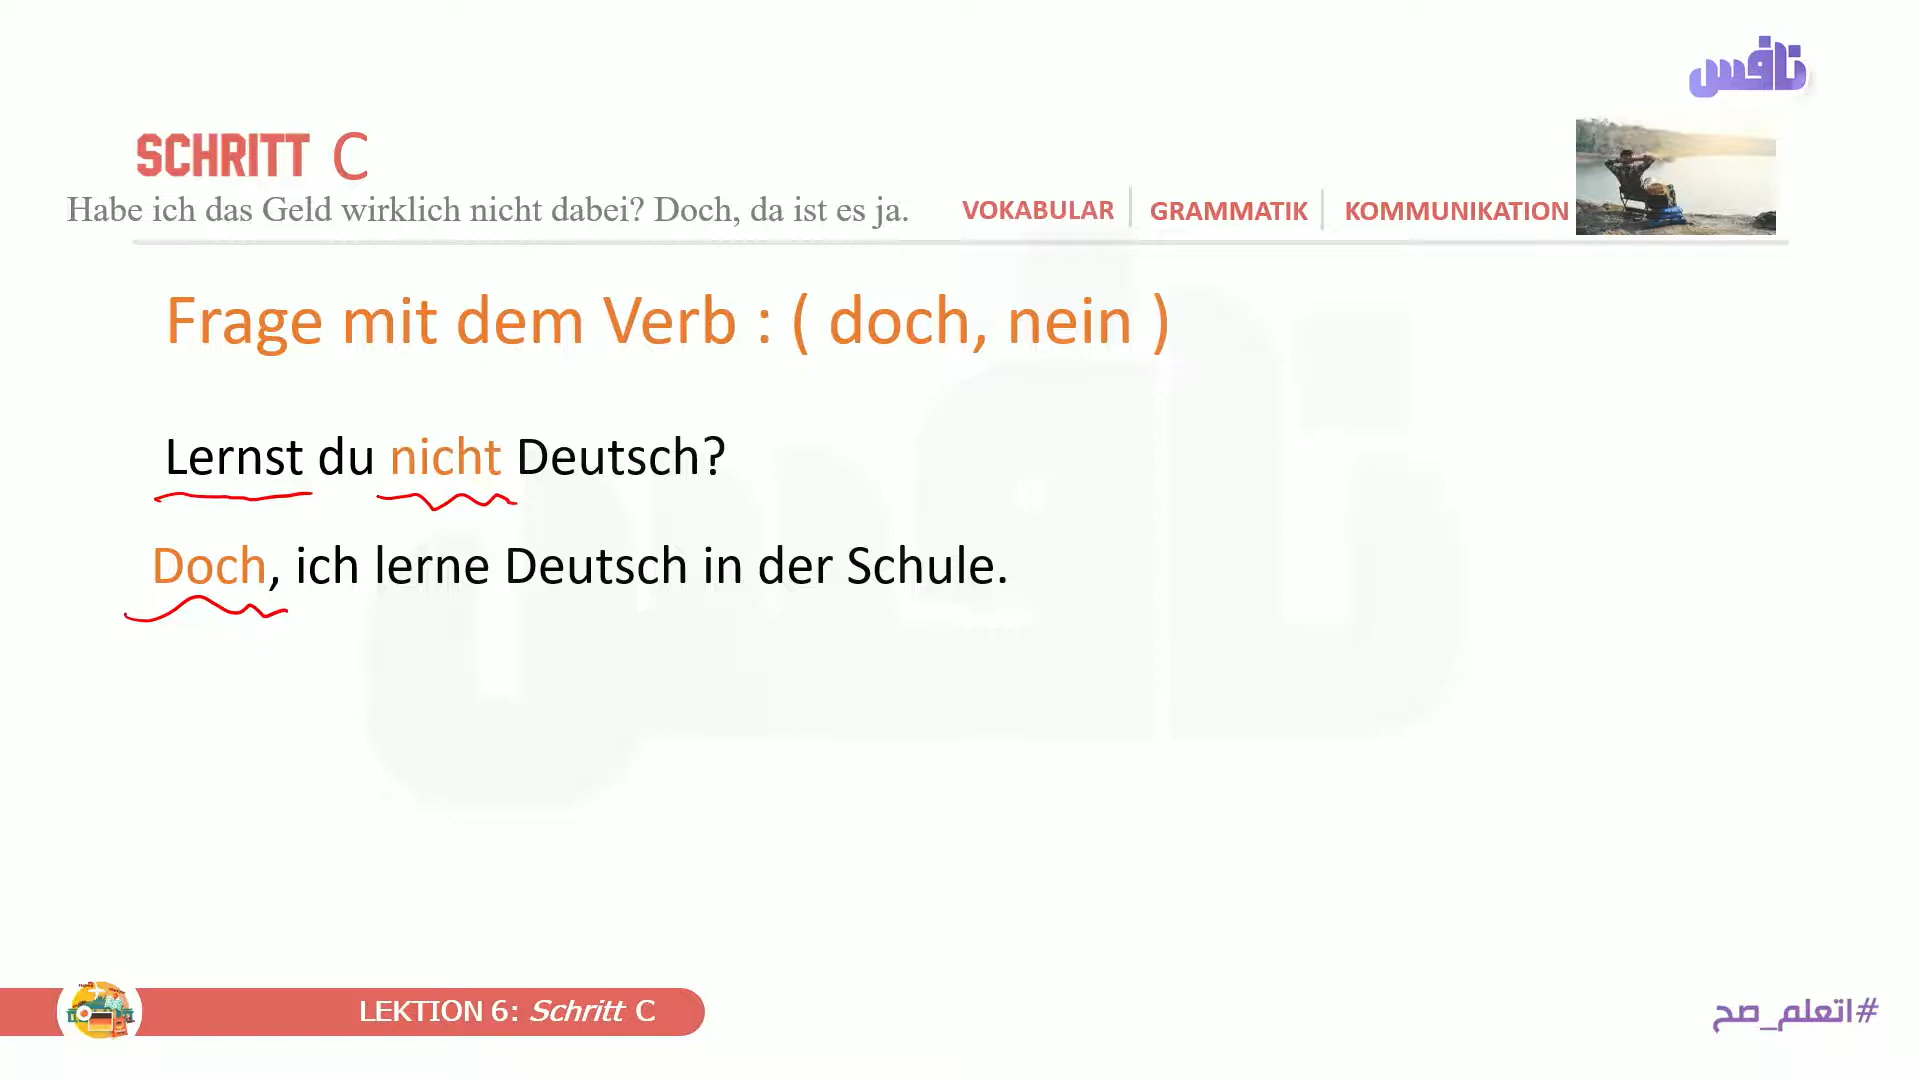 نافس
SCHRITT C
Habe ich das Geld wirklich nicht dabei? Doch, da ist es ja.
VOKABULAR
GRAMMATIK
KOMMUNIKATION
Frage mit dem Verb : ( doch, nein )
Lernst du nicht Deutsch?
Doch, ich lerne Deutsch in der Schule.
LEKTION 6: Schritt C
#اتعلم_صح